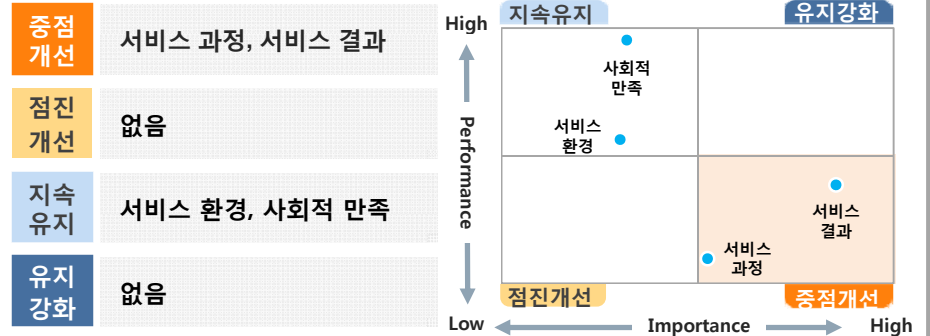 중점
개선
서비스 과정, 서비스 결과
점진
개선
없음
지속
유지
서비스 환경, 사회적 만족
유지
강화
없음
High
Performance
Low
지속유지
유지강화
사회적
만족
서비스
환경
서비스
결과
서비스
과정
점진개선
중점개선
Importance
High